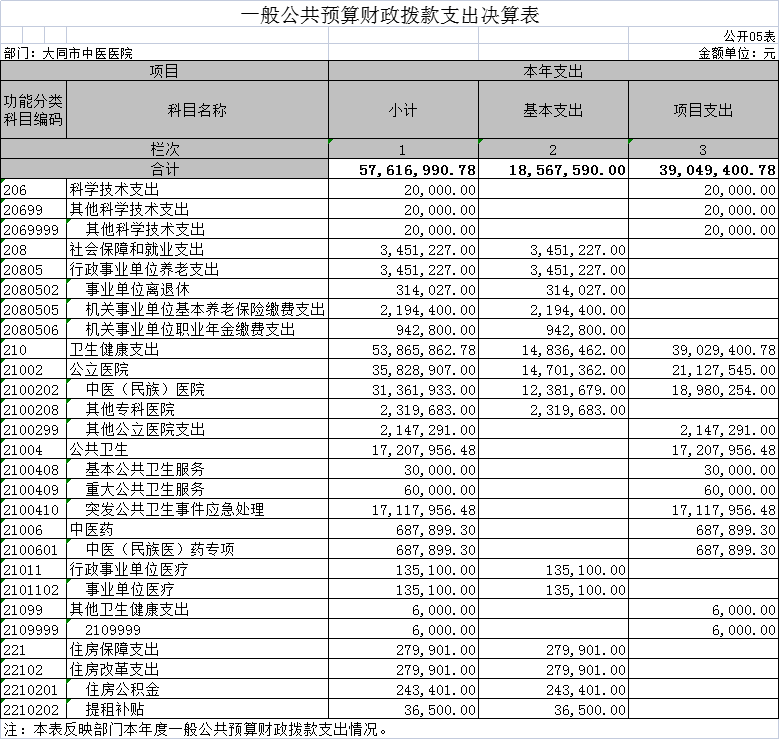 一般公共预算财政拨款支出决算表
公开05表
部门：大同市中医医院 金额单位：元
项目 本年支出
功能分类科目编码 科目名称 小计 基本支出 项目支出
栏次 1 2 3
合计 57,616,990.78 18,567,590.00 39,049,400.78
206 科学技术支出 20,000.00 20,000.00
20699 其他科学技术支出 20,000.00 20,000.00
2069999 其他科学技术支出 20,000.00 20,000.00
208 社会保障和就业支出 3,451,227.00 3,451,227.00
20805 行政事业单位养老支出 3,451,227.00 3,451,227.00
2080502 事业单位离退休 314,027.00 314,027.00
2080505 机关事业单位基本养老保险缴费支出 2,194,400.00 2,194,400.00
2080506 机关事业单位职业年金缴费支出 942,800.00 942,800.00
210 卫生健康支出 53,865,862.78 14,836,462.00 39,029,400.78
21002 公立医院 35,828,907.00 14,701,362.00 21,127,545.00
2100202 中医（民族）医院 31,361,933.00 12,381,679.00 18,980,254.00
2100208 其他专科医院 2,319,683.00 2,319,683.00
2100299 其他公立医院支出 2,147,291.00 2,147,291.00
21004 公共卫生 17,207,956.48 17,207,956.48
2100408 基本公共卫生服务 30,000.00 30,000.00
2100409 重大公共卫生服务 60,000.00 60,000.00
2100410 突发公共卫生事件应急处理 17,117,956.48 17,117,956.48
21006 中医药 687,899.30 687,899.30
2100601 中医（民族医）药专项 687,899.30 687,899.30
21011 行政事业单位医疗 135,100.00 135,100.00
2101102 事业单位医疗 135,100.00 135,100.00
21099 其他卫生健康支出 6,000.00 6,000.00
2109999 2109999 6,000.00 6,000.00
221 住房保障支出 279,901.00 279,901.00
22102 住房改革支出 279,901.00 279,901.00
2210201 住房公积金 243,401.00 243,401.00
2210202 提租补贴 36,500.00 36,500.00
注：本表反映部门本年度一般公共预算财政拨款支出情况。